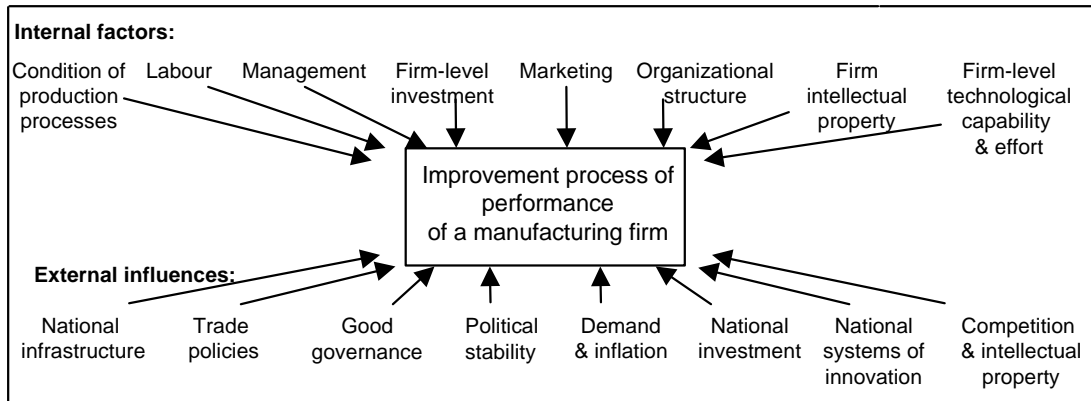 Internal factors:
Condition of
production
processes
Labour
Management
Firm-level
investment
Marketing
Organizational
structure
Firm
intellectual
property
Firm-level
technological
capability
& effort
Improvement process of
performance
of a manufacturing firm
External influences:
National
infrastructure
Trade
policies
Good
governance
Political
stability
Demand
& inflation
National
investment
National
systems of
innovation
Competition
& intellectual
property